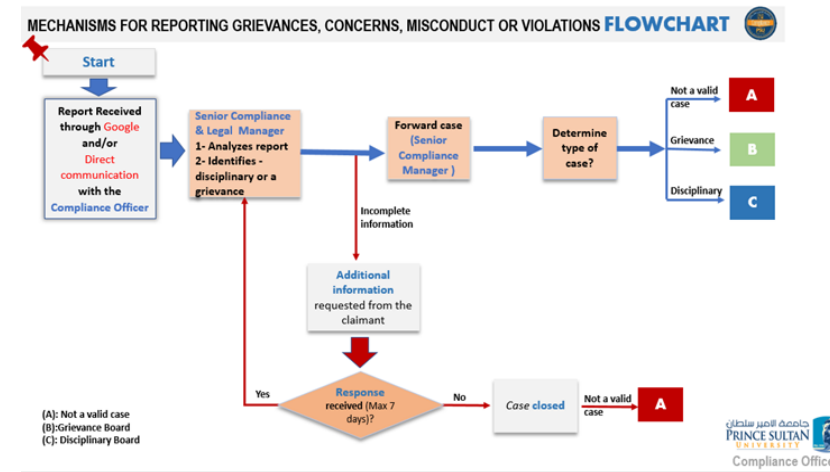 MECHANISMS FOR REPORTING GRIEVANCES, CONCERNS, MISCONDUCT OR VIOLATIONS FLOWCHART
Start
Report Received
through Google
and/or
Direct
communication
with the
Compliance Officer
Senior Compliance
& Legal Manager
1- Analyzes report
2- Identifies -
disciplinary or a
grievance
Forward case
(Senior
Compliance
Manager )
Determine
type of
case?
Not a valid
case
A
Grievance
B
Disciplinary
C
Incomplete
information
Additional
information
requested from the
claimant
Response
received (Max 7
days)?
Yes
No
Case closed
Not a valid
case
A
(A): Not a valid case
(B):Grievance Board
(C): Disciplinary Board
جامعة الأمير سلطان
PRINCE SULTAN
UNIVERSITY
Compliance Office